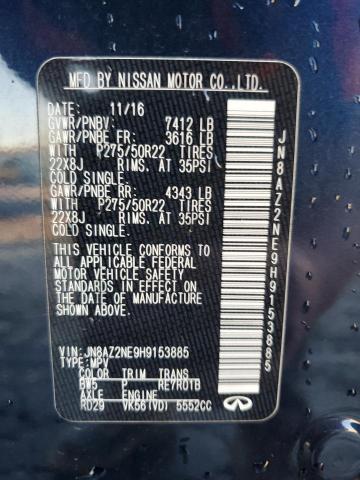 MFD BY NISSAN MOTOR CO.,LTD.
DATE: 11/16
GVWR/PNBV: 7412 LB
GAWR/PNBE FR: 3616 LB
WITH P275/50R22 TIRES
22X8J RIMS. AT 35PSI
COLD SINGLE.
GAWR/PNBE RR: 4343 LB
WITH P275/50R22 TIRES
22X8J RIMS. AT 35PSI
COLD SINGLE.
THIS VEHICLE CONFORMS TO
ALL APPLICABLE FEDERAL
MOTOR VEHICLE SAFETY
STANDARDS IN EFFECT ON
THE DATE OF MANUFACTURE
SHOWN ABOVE.
VIN:JN8AZ2NE9H9153885
TYPE:MPV
COLOR TRIM TRANS
BW5 P RE7R01B
AXLE ENGINE
RD29 VK56(VD) 5552CC
INFINITI
JN8AZ2NE9H9153885